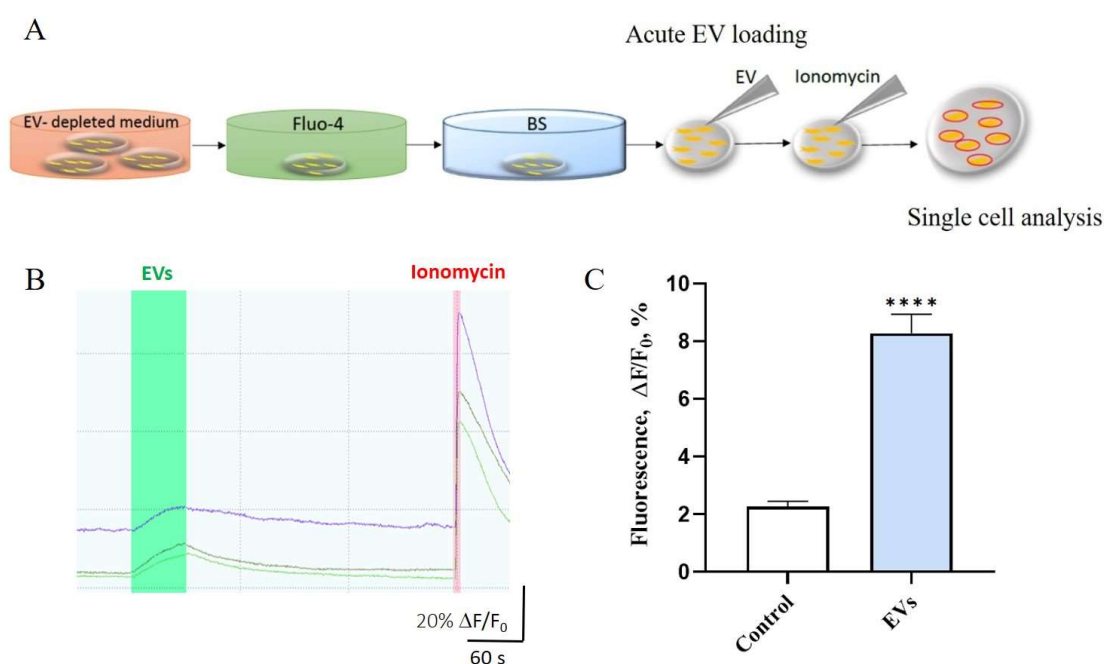 A
Acute EV loading
EV- depleted medium
Fluo-4
BS
EV
Ionomycin
Single cell analysis
B
EVs
Ionomycin
20% ΔF/F₀
60 s
C
Fluorescence, ΔF/F₀, %
10
8
6
4
2
0
****
Control
EVs